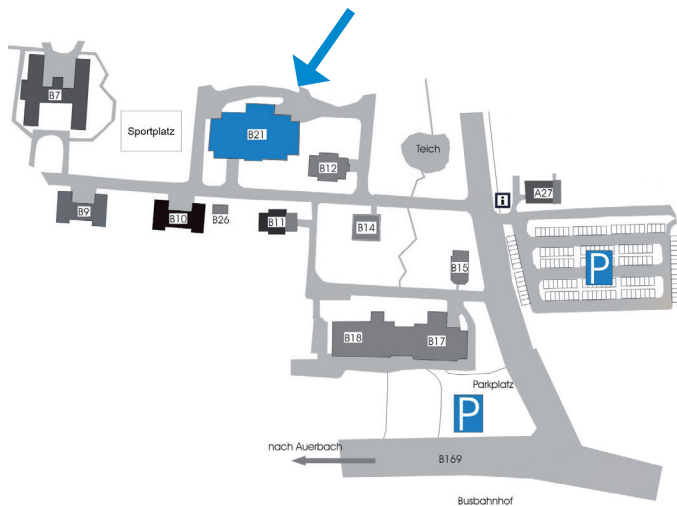 B7
Sportplatz
B21
Teich
B12
A27
i
B9
B10
B26
B11
B14
B15
P
B18
B17
Parkplatz
P
nach Auerbach
B169
Busbahnhof